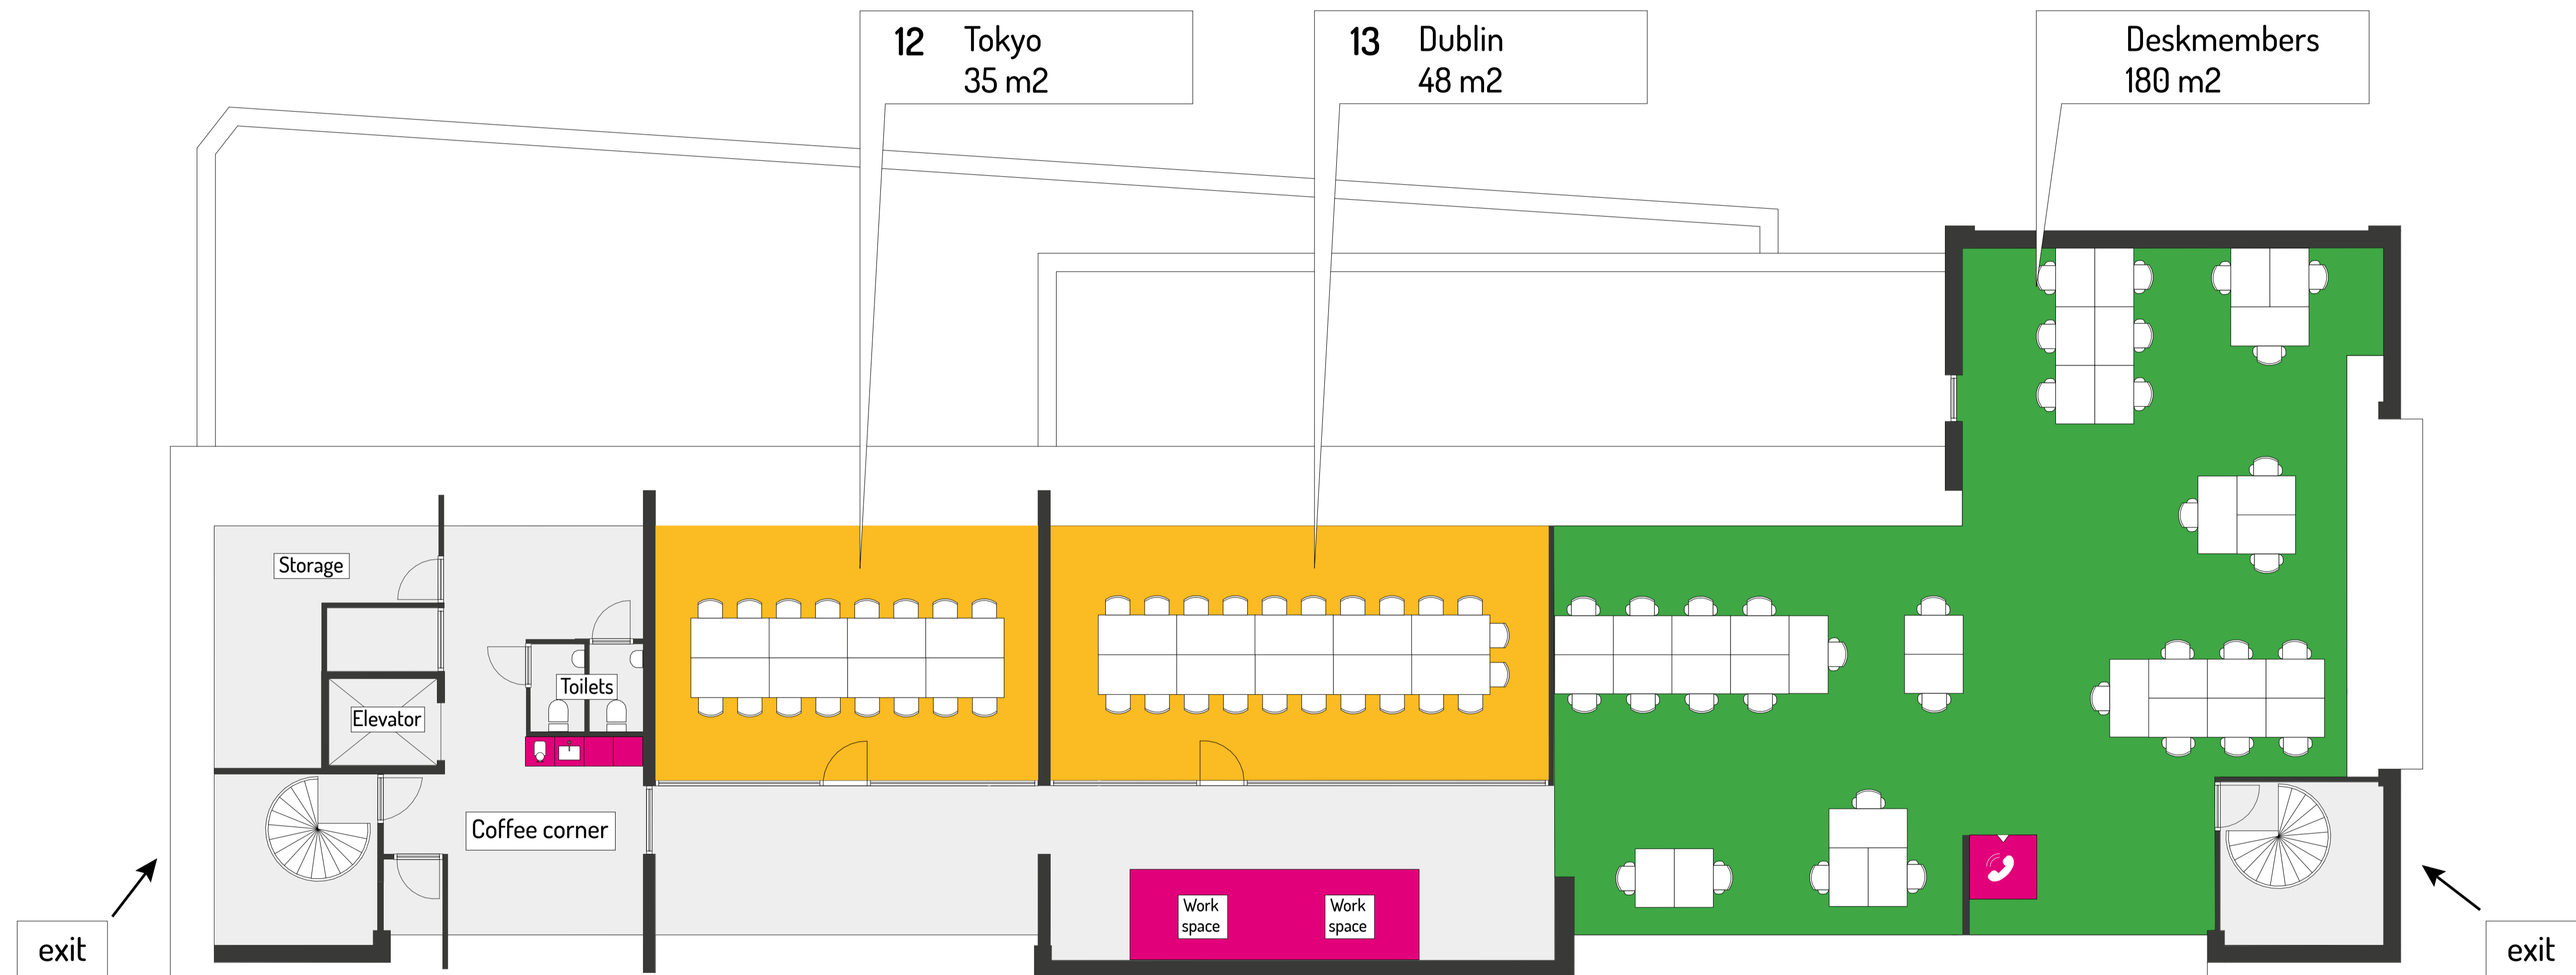 12 Tokyo
35 m2
13 Dublin
48 m2
Deskmembers
180 m2
Storage
Toilets
Elevator
Coffee corner
Work
space
Work
space
exit
exit